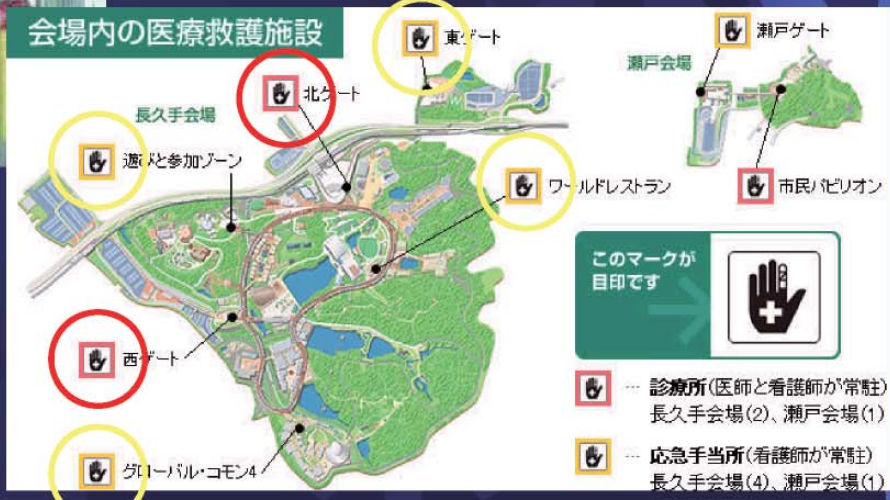 会場内の医療救護施設
東ゲート
瀬戸ゲート
瀬戸会場
北ゲート
長久手会場
遊びと参加ゾーン
ワールドレストラン
市民パビリオン
このマークが
目印です
西ゲート
… 診療所(医師と看護師が常駐)
長久手会場(2)、瀬戸会場(1)
… 応急手当所(看護師が常駐)
長久手会場(4)、瀬戸会場(1)
グローバル・コモン4